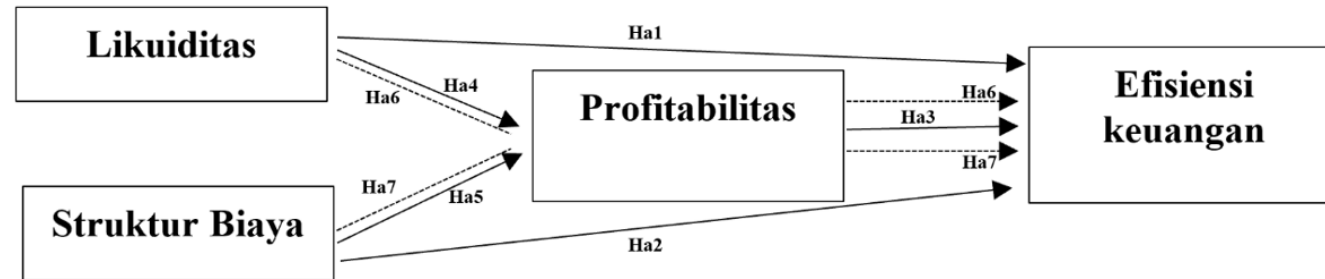 Likuiditas
Ha1
Ha4
Ha6
Profitabilitas
Ha6
Ha3
Ha7
Efisiensi
keuangan
Ha7
Ha5
Struktur Biaya
Ha2